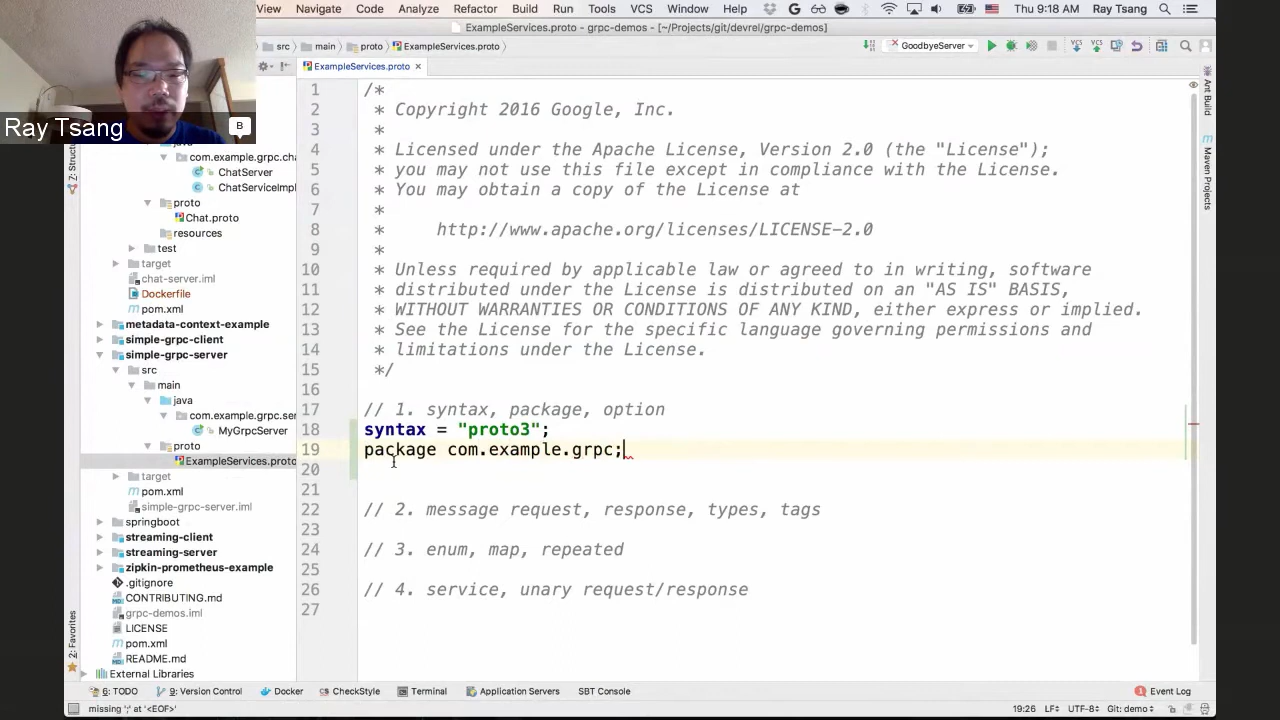 View Navigate Code Analyze Refactor Build Run Tools VCS Window Help Thu 9:18 AM Ray Tsang
ExampleServices.proto - grpc-demos - [~/Projects/git/devrel/grpc-demos]
src main proto ExampleServices.proto GoodbyeServer
ExampleServices.proto
Ray Tsang B
com.example.grpc.cha
ChatServer
ChatServiceImpl
proto
Chat.proto
resources
test
target
chat-server.iml
Dockerfile
pom.xml
metadata-context-example
simple-grpc-client
simple-grpc-server
src
main
java
com.example.grpc.ser
MyGrpcServer
proto
ExampleServices.proto
target
pom.xml
simple-grpc-server.iml
springboot
streaming-client
streaming-server
zipkin-prometheus-example
.gitignore
CONTRIBUTING.md
grpc-demos.iml
LICENSE
pom.xml
README.md
External Libraries
Z: Structure
2: Favorites
1 /*
2 * Copyright 2016 Google, Inc.
3 *
4 * Licensed under the Apache License, Version 2.0 (the "License");
5 * you may not use this file except in compliance with the License.
6 * You may obtain a copy of the License at
7 *
8 * http://www.apache.org/licenses/LICENSE-2.0
9 *
10 * Unless required by applicable law or agreed to in writing, software
11 * distributed under the License is distributed on an "AS IS" BASIS,
12 * WITHOUT WARRANTIES OR CONDITIONS OF ANY KIND, either express or implied.
13 * See the License for the specific language governing permissions and
14 * limitations under the License.
15 */
16
17 // 1. syntax, package, option
18 syntax = "proto3";
19 package com.example.grpc;
20
21
22 // 2. message request, response, types, tags
23
24 // 3. enum, map, repeated
25
26 // 4. service, unary request/response
27
Ant Build
Maven Projects
6: TODO 9: Version Control Docker CheckStyle Terminal Application Servers SBT Console 1 Event Log
missing ';' at '<EOF>' 19:26 LF÷ UTF-8÷ Git: demo÷